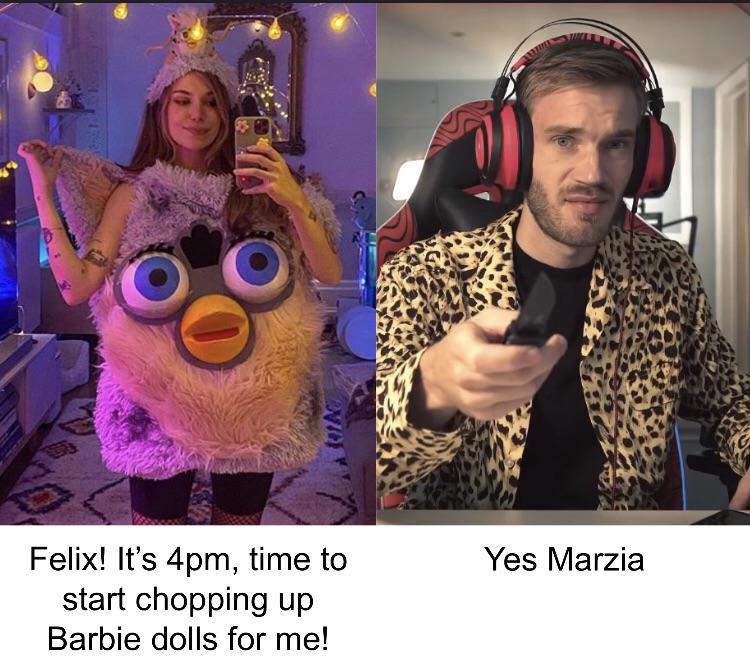 Felix! It's 4pm, time to
start chopping up
Barbie dolls for me!
Yes Marzia